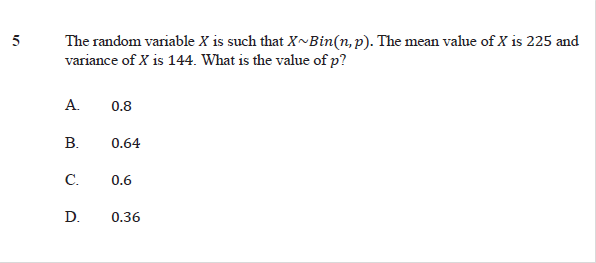 5 The random variable X is such that X~Bin(n, p). The mean value of X is 225 and
variance of X is 144. What is the value of p?
A. 0.8
B. 0.64
C. 0.6
D. 0.36